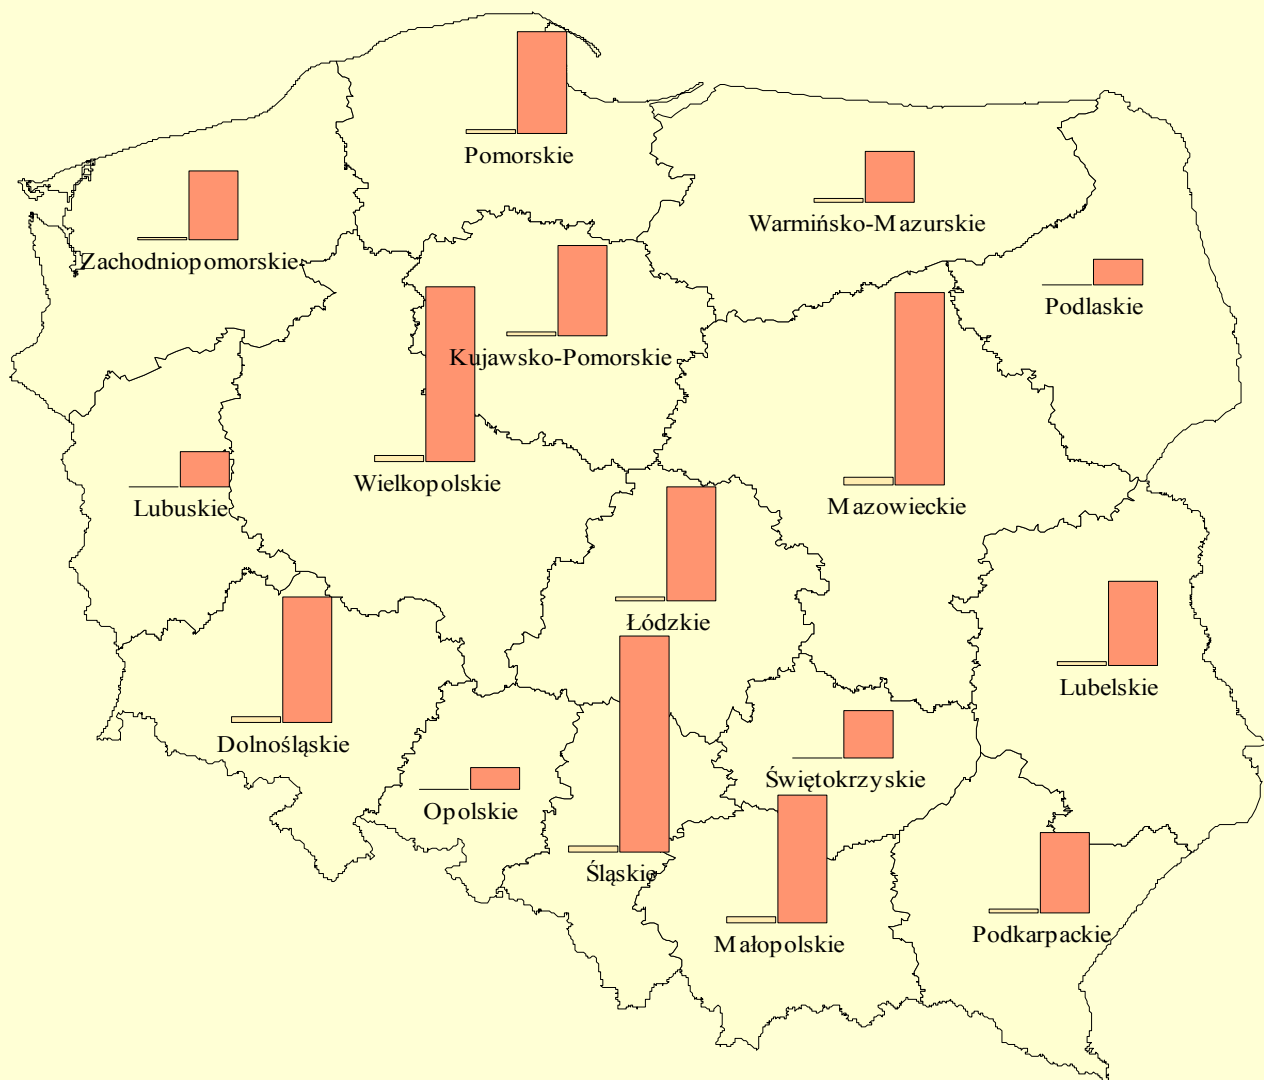 Pomorskie
Warmińsko-Mazurskie
Zachodniopomorskie
Podlaskie
Kujawsko-Pomorskie
Wielkopolskie
Mazowieckie
Lubuskie
Łódzkie
Lubelskie
Dolnośląskie
Świętokrzyskie
Opolskie
Śląskie
Podkarpackie
Małopolskie